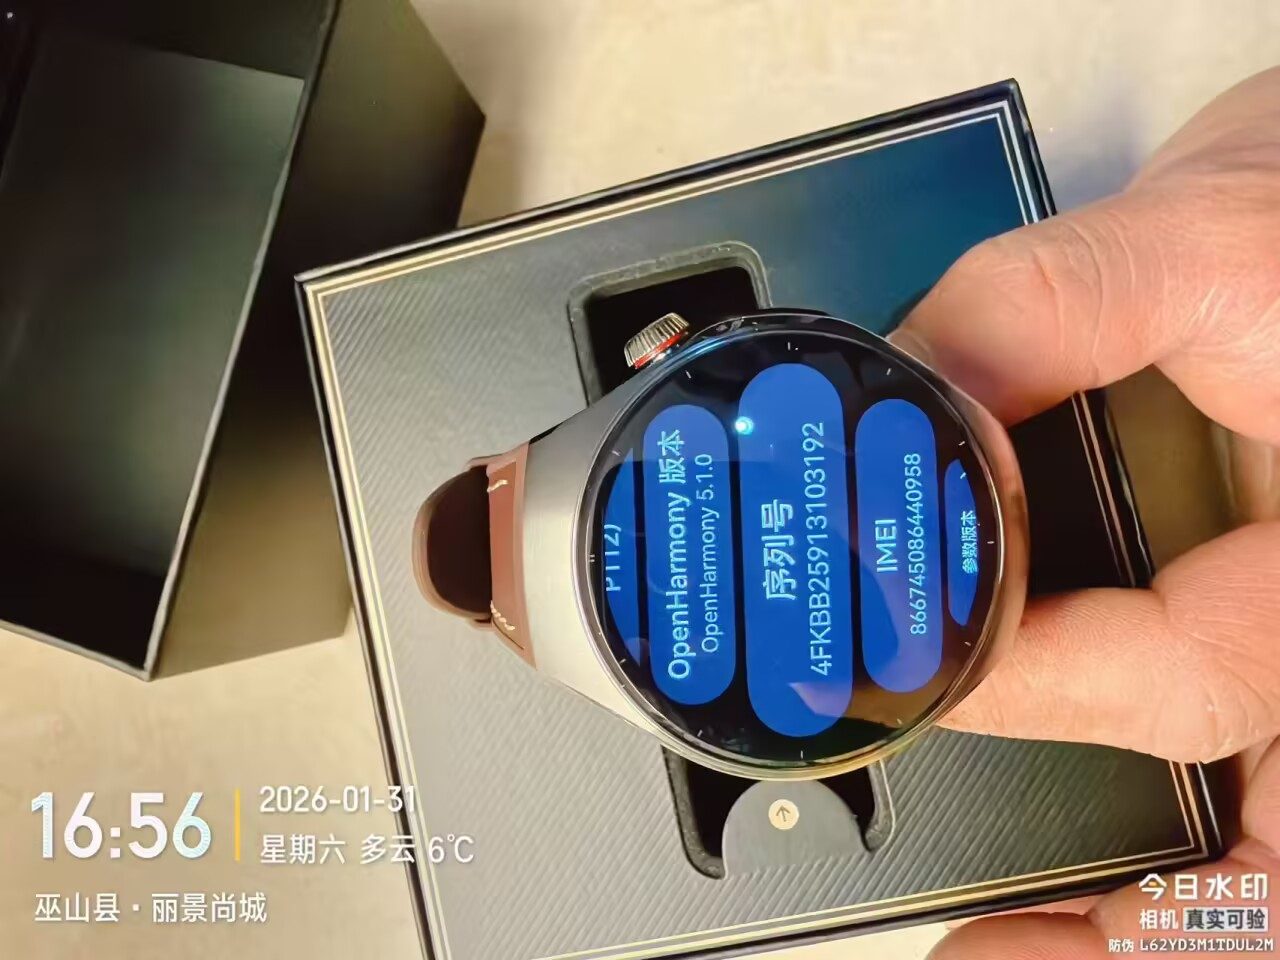 PT12)
OpenHarmony 版本
OpenHarmony 5.1.0
序列号
4FKBB25913103192
IMEI
866745086440958
参数版本
16:56
2026-01-31
星期六 多云 6℃
巫山县·丽景尚城
今日水印
相机 真实可验
防伪 L62YD3M1TDUL2M